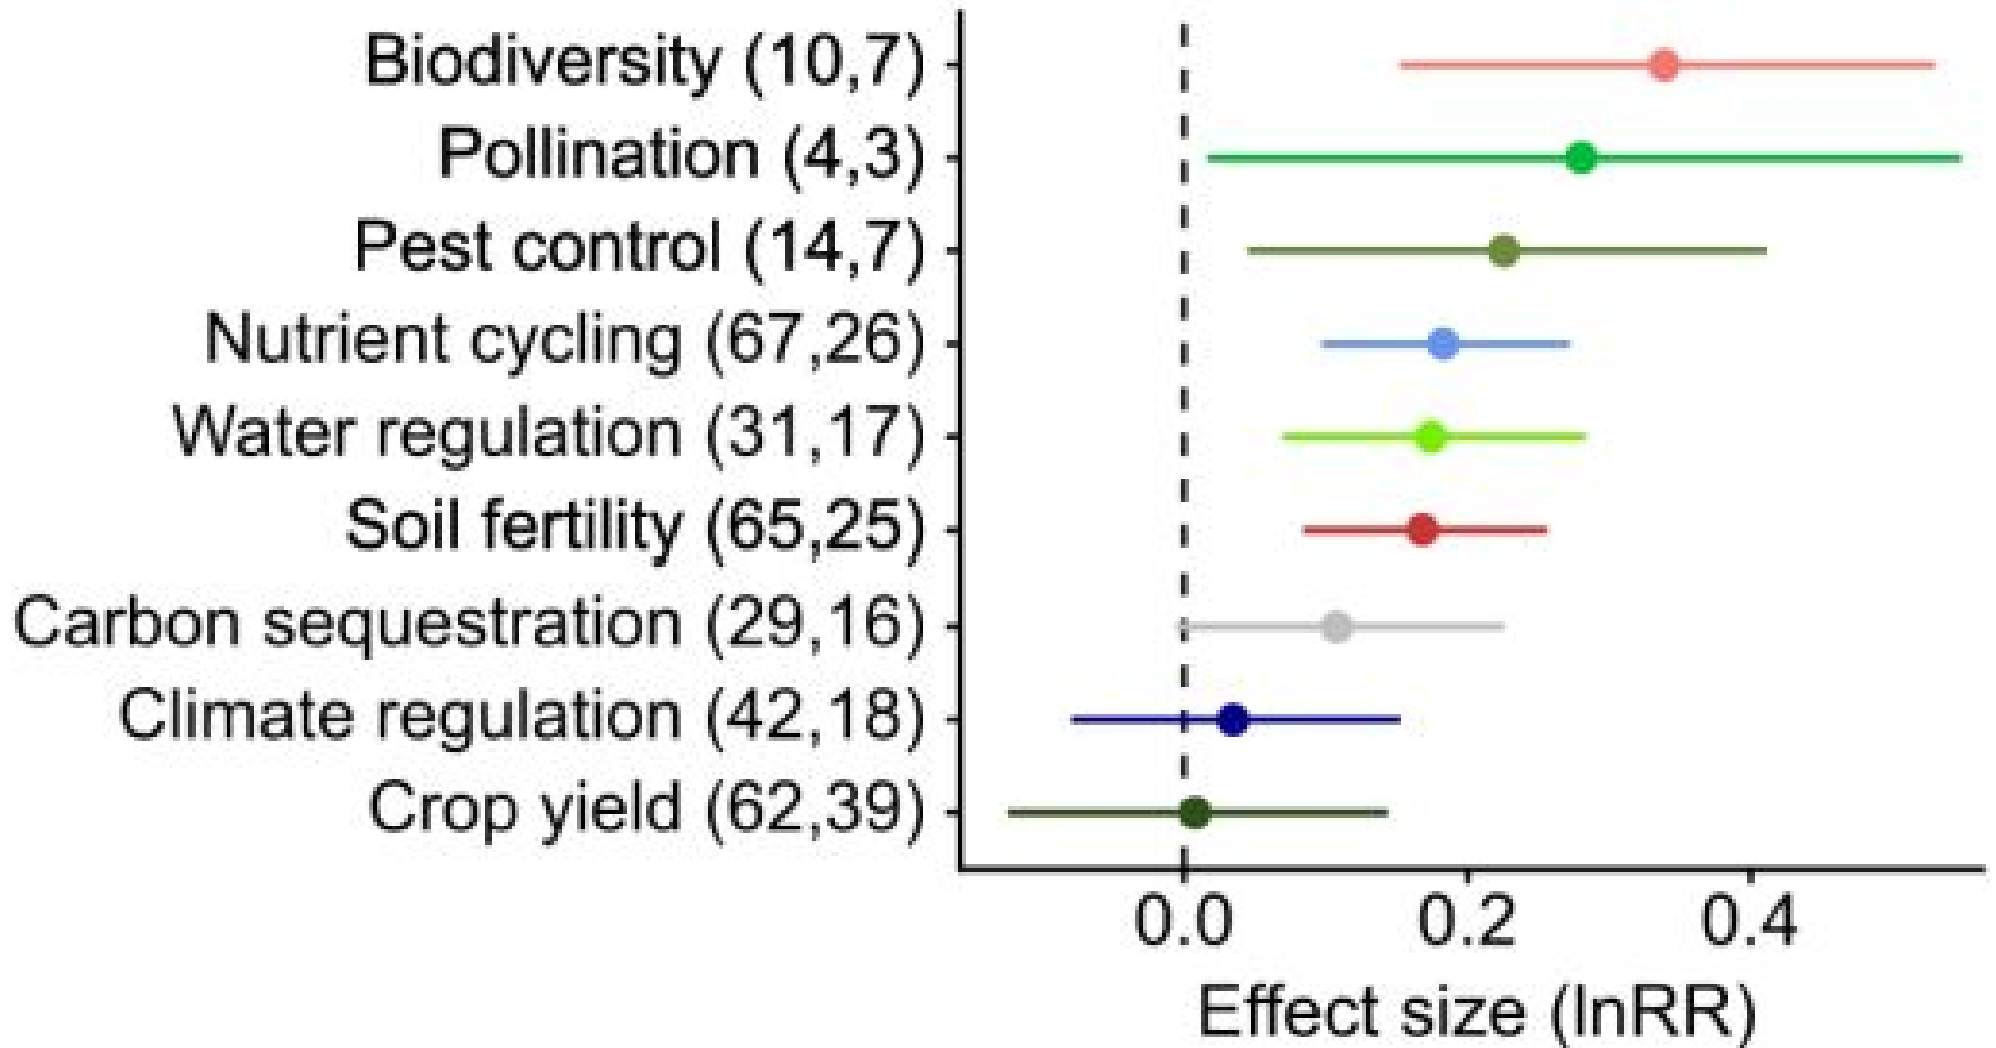 Biodiversity (10,7)
Pollination (4,3)
Pest control (14,7)
Nutrient cycling (67,26)
Water regulation (31,17)
Soil fertility (65,25)
Carbon sequestration (29,16)
Climate regulation (42,18)
Crop yield (62,39)
0.0 0.2 0.4
Effect size (lnRR)